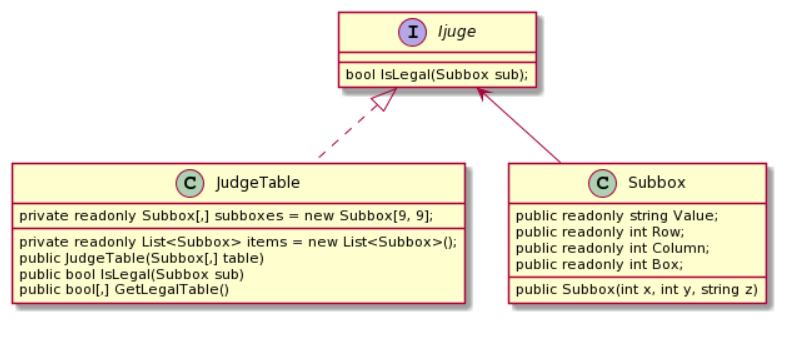 I Ijuge
bool IsLegal(Subbox sub);
C JudgeTable
private readonly Subbox[,] subboxes = new Subbox[9, 9];
private readonly List<Subbox> items = new List<Subbox>();
public JudgeTable(Subbox[,] table)
public bool IsLegal(Subbox sub)
public bool[,] GetLegalTable()
C Subbox
public readonly string Value;
public readonly int Row;
public readonly int Column;
public readonly int Box;
public Subbox(int x, int y, string z)